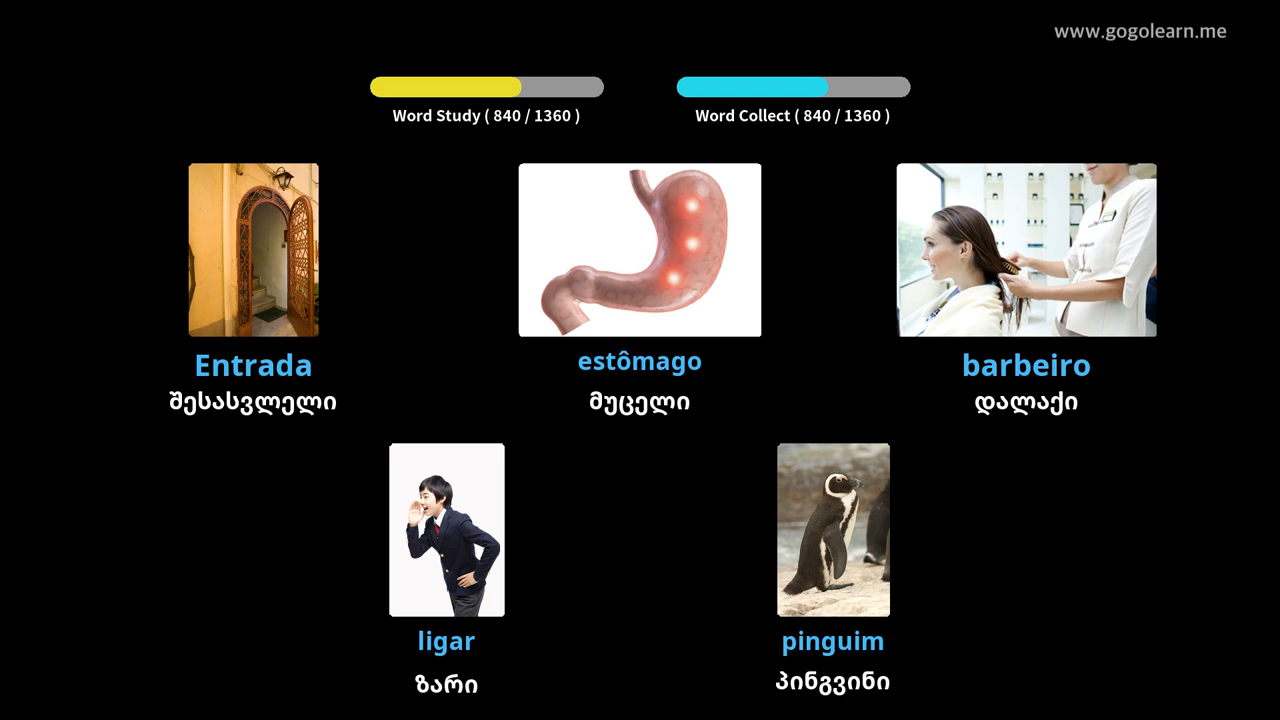 www.gogolearn.me
Word Study ( 840 / 1360 )
Word Collect ( 840 / 1360 )
Entrada
შესასვლელი
estômago
მუცელი
barbeiro
დალაქი
ligar
ზარი
pinguim
პინგვინი